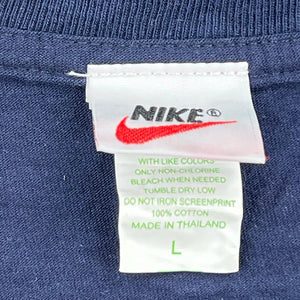 NIKE®
WITH LIKE COLORS
ONLY NON-CHLORINE
BLEACH WHEN NEEDED
TUMBLE DRY LOW
DO NOT IRON SCREENPRINT
100% COTTON
MADE IN THAILAND
L